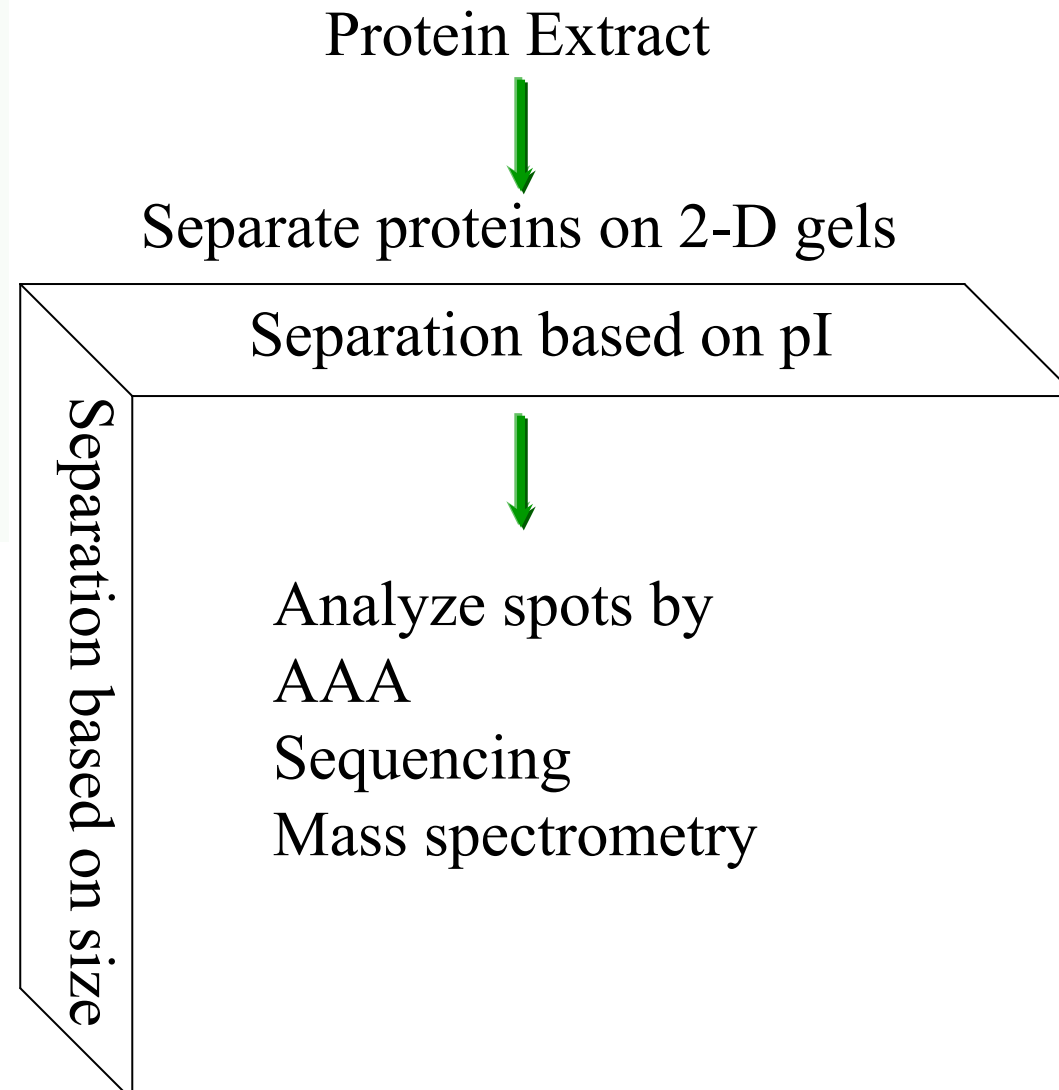 Protein Extract
Separate proteins on 2-D gels
Separation based on pI
Separation based on size
Analyze spots by
AAA
Sequencing
Mass spectrometry